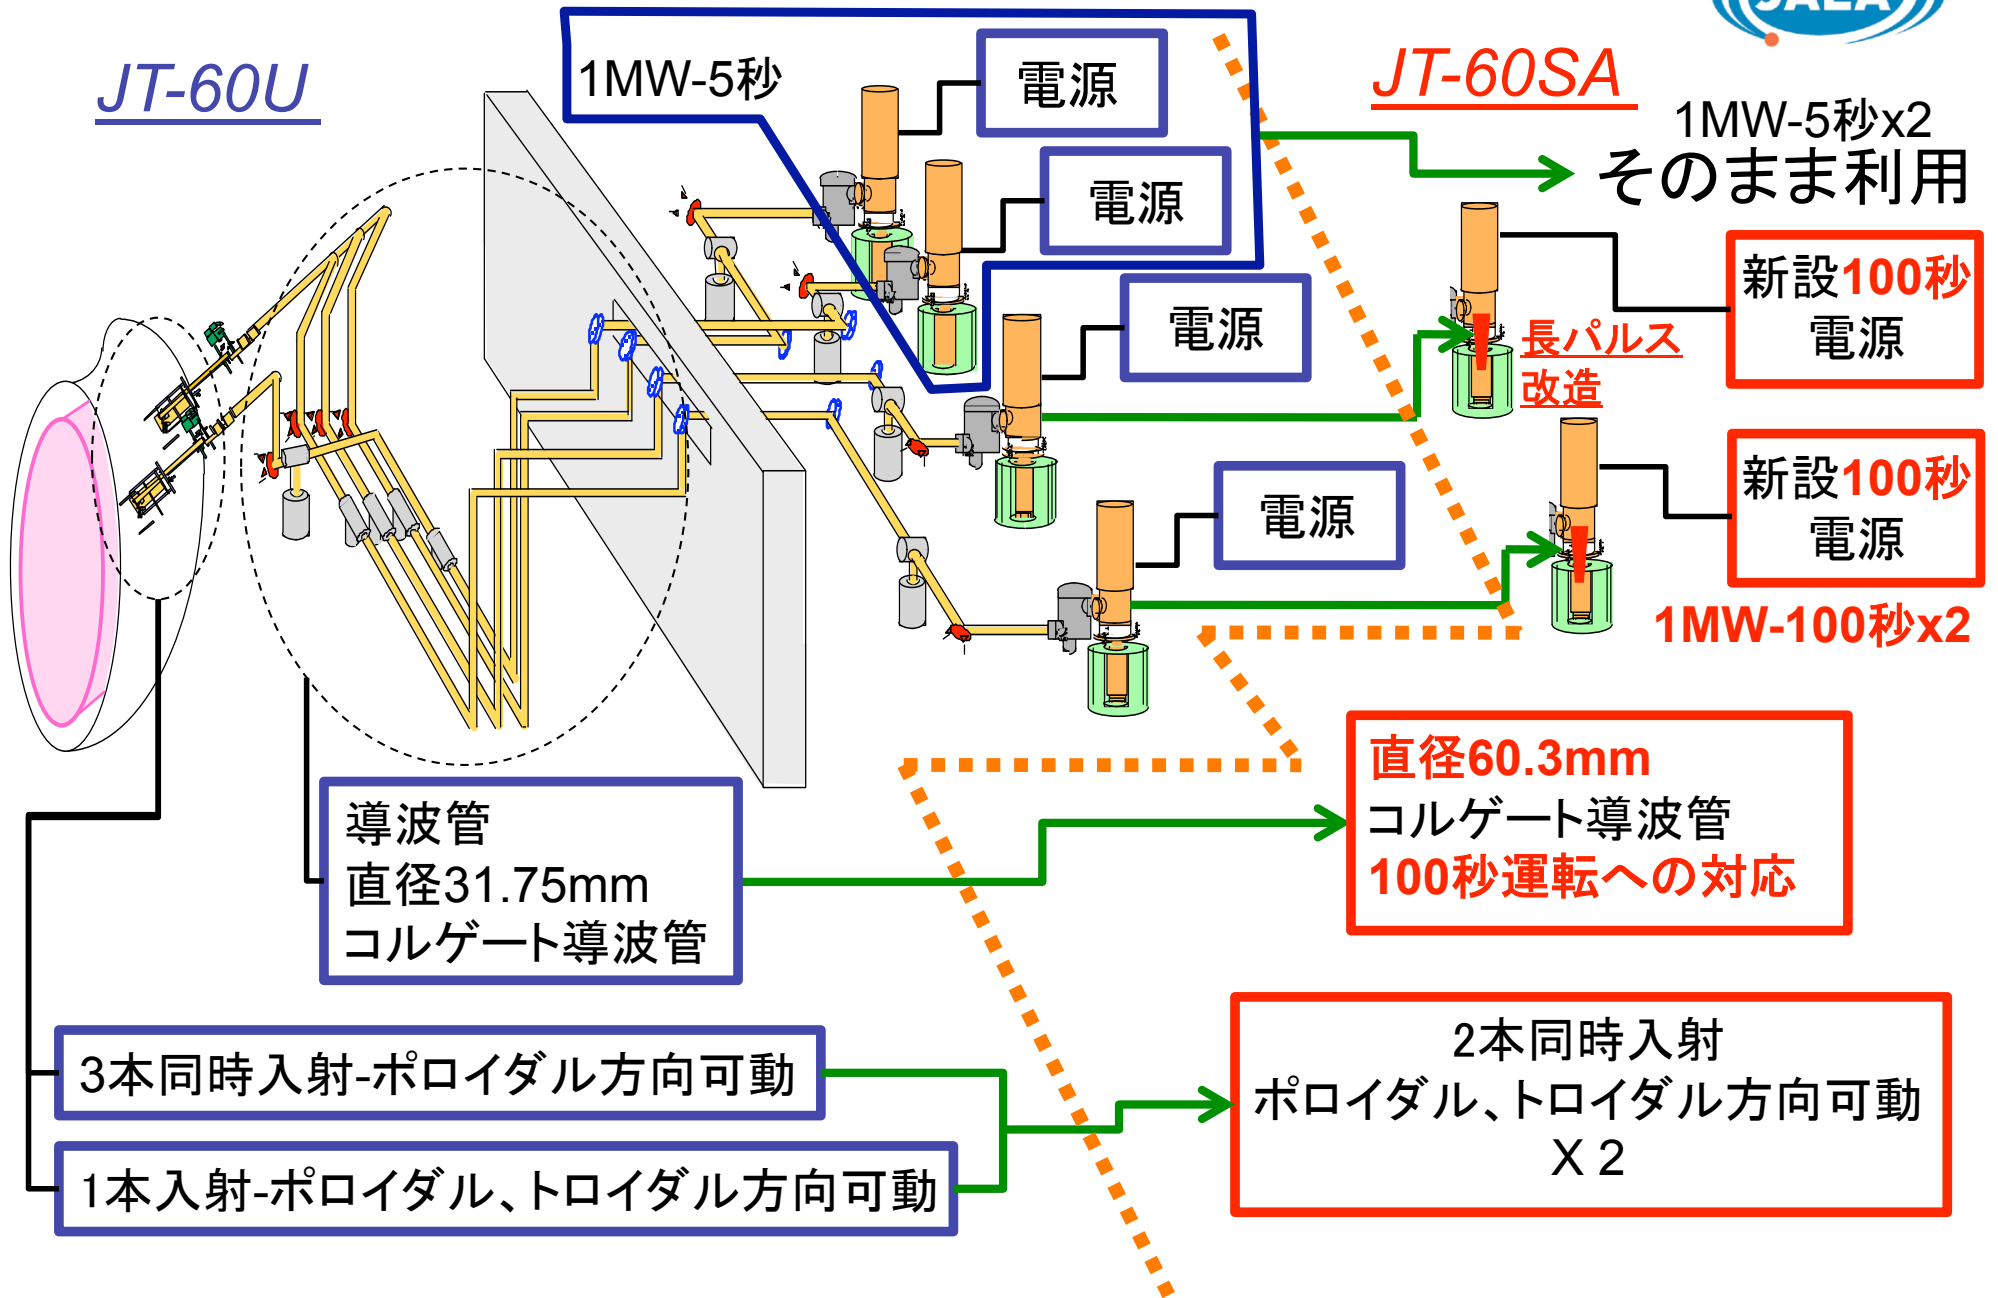 JAEA
JT-60U
1MW-5秒
電源
JT-60SA
1MW-5秒x2
そのまま利用
電源
電源
新設100秒
電源
長パルス
改造
電源
新設100秒
電源
1MW-100秒x2
導波管
直径31.75mm
コルゲート導波管
直径60.3mm
コルゲート導波管
100秒運転への対応
3本同時入射-ポロイダル方向可動
1本入射-ポロイダル、トロイダル方向可動
2本同時入射
ポロイダル、トロイダル方向可動
X 2